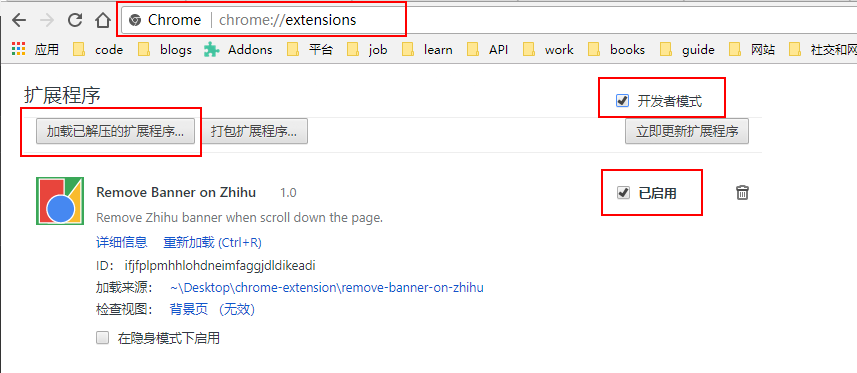 Chrome chrome://extensions
应用 code blogs Addons 平台 job learn API work books guide 网站 社交和网
扩展程序 开发者模式
加载已解压的扩展程序... 打包扩展程序... 立即更新扩展程序
Remove Banner on Zhihu 1.0 已启用
Remove Zhihu banner when scroll down the page.
详细信息 重新加载 (Ctrl+R)
ID： ifjfplpmhhlohdneimfaggjdldikeadi
加载来源： ~\Desktop\chrome-extension\remove-banner-on-zhihu
检查视图： 背景页 （无效）
在隐身模式下启用